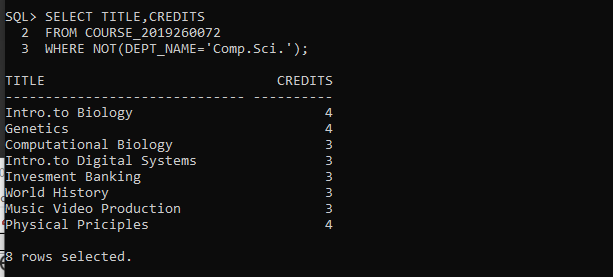 SQL> SELECT TITLE,CREDITS
  2  FROM COURSE_2019260072
  3  WHERE NOT(DEPT_NAME='Comp.Sci.');
TITLE                             CREDITS
------------------------------ ----------
Intro.to Biology                        4
Genetics                                4
Computational Biology                   3
Intro.to Digital Systems                3
Invesment Banking                       3
World History                           3
Music Video Production                  3
Physical Priciples                      4
8 rows selected.